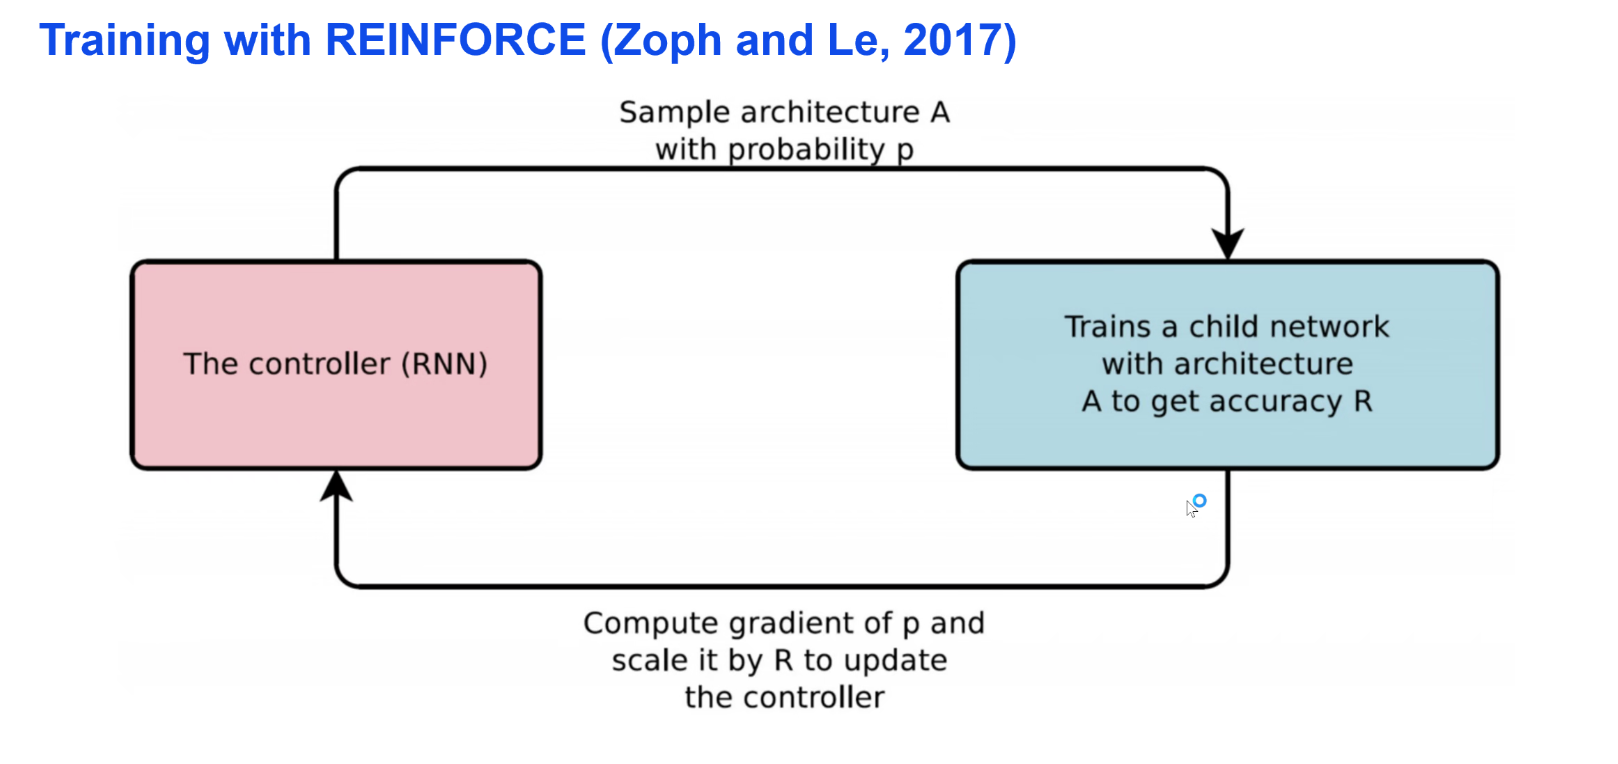 Training with REINFORCE (Zoph and Le, 2017)
Sample architecture A
with probability p
The controller (RNN)
Trains a child network
with architecture
A to get accuracy R
Compute gradient of p and
scale it by R to update
the controller